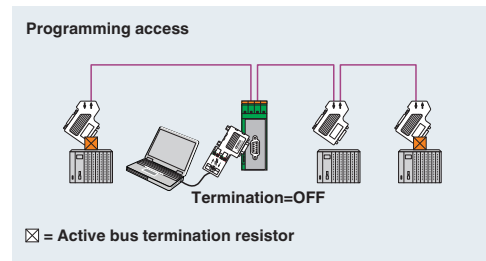 Programming access
Termination=OFF
☒ = Active bus termination resistor